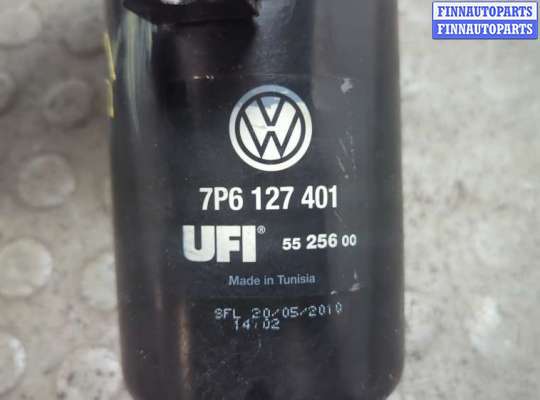 FINNAUTOPARTS
FINNAUTOPARTS
7P6 127 401
UFI® 55 256 00
Made in Tunisia
SFL 20/05/2010
14:02